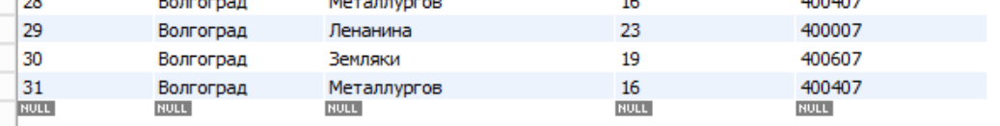 28 Волгоград Металлургов 16 400407
29 Волгоград Ленанина 23 400007
30 Волгоград Земляки 19 400607
31 Волгоград Металлургов 16 400407
NULL NULL NULL NULL NULL